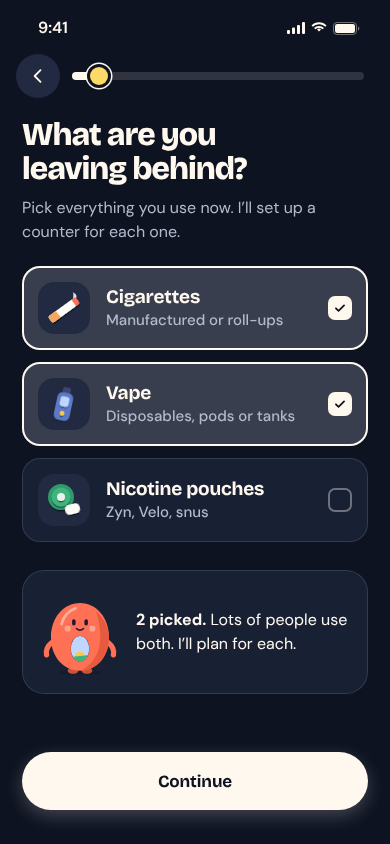 9:41
What are you
leaving behind?
Pick everything you use now. I’ll set up a
counter for each one.
Cigarettes
Manufactured or roll-ups
Vape
Disposables, pods or tanks
Nicotine pouches
Zyn, Velo, snus
2 picked. Lots of people use
both. I’ll plan for each.
Continue